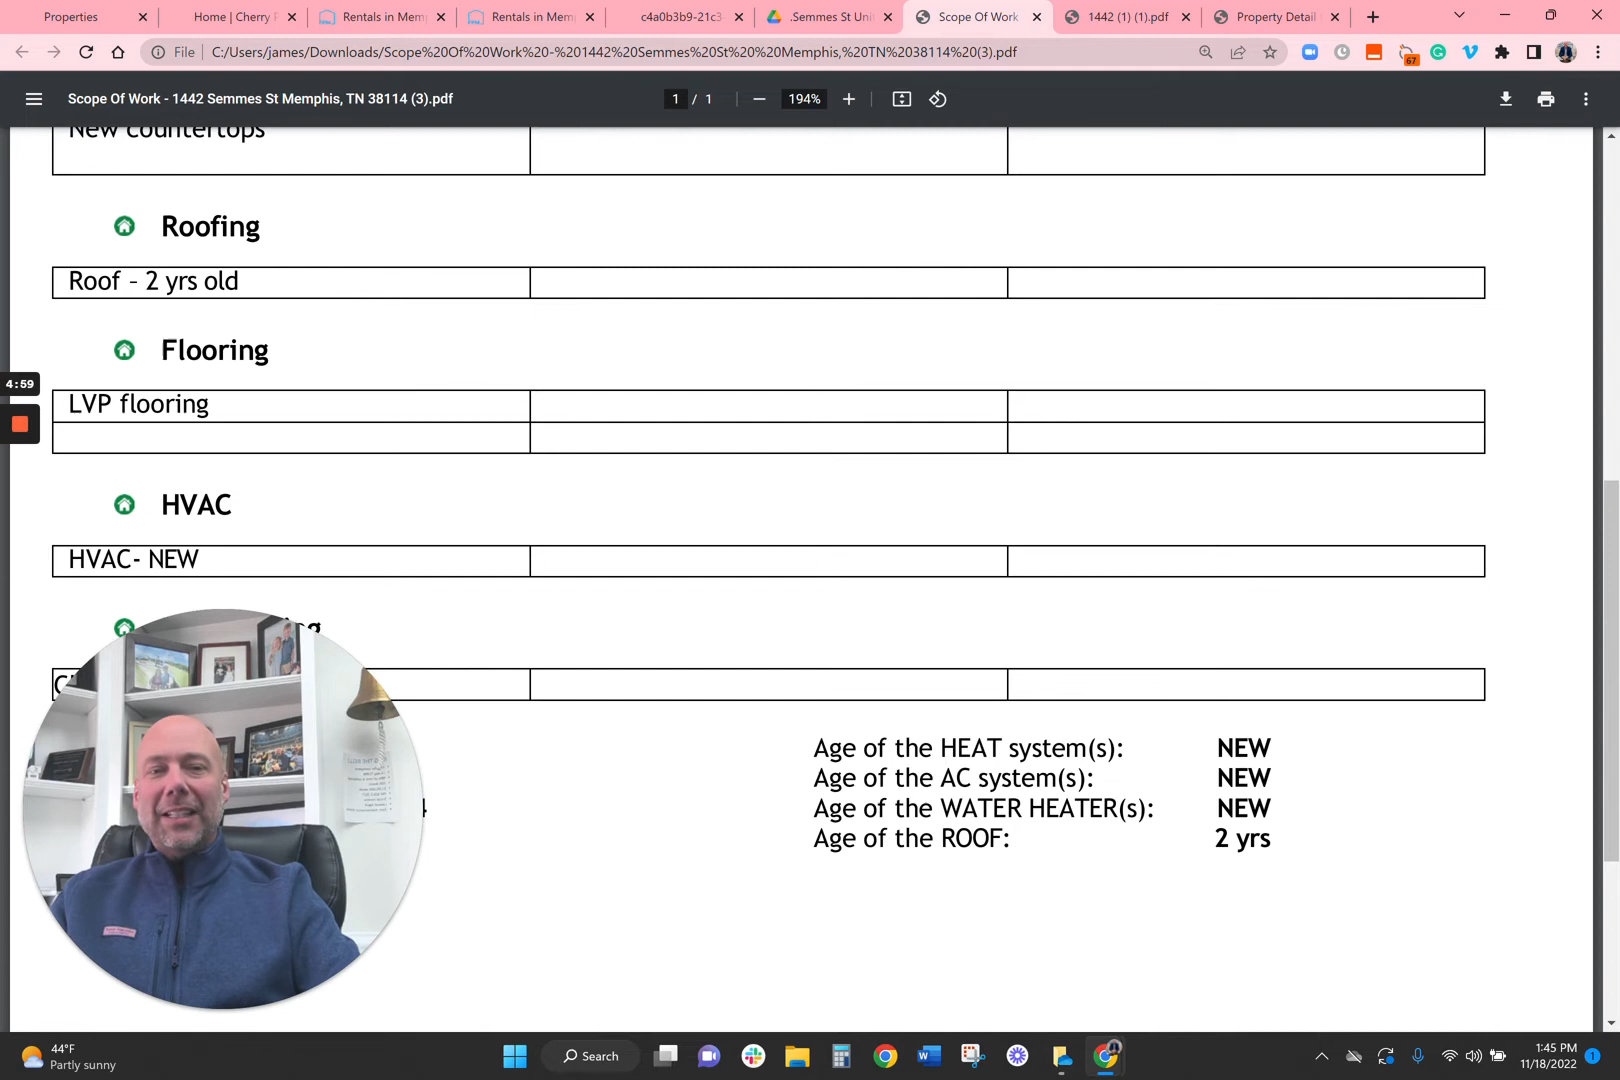 Properties
Home | Cherry
Rentals in Mem
Rentals in Mem
c4a0b3b9-21c3
.Semmes St Uni
Scope Of Work
1442 (1) (1).pdf
Property Detail
File
C:/Users/james/Downloads/Scope%20Of%20Work%20-%201442%20Semmes%20St%20%20Memphis,%20TN%2038114%20(3).pdf
67
Scope Of Work - 1442 Semmes St Memphis, TN 38114 (3).pdf
1 / 1
194%
New countertops
Roofing
Roof – 2 yrs old
Flooring
4:59
LVP flooring
HVAC
HVAC- NEW
Age of the HEAT system(s): NEW
Age of the AC system(s): NEW
Age of the WATER HEATER(s): NEW
Age of the ROOF: 2 yrs
44°F
Partly sunny
Search
1:45 PM
11/18/2022
1